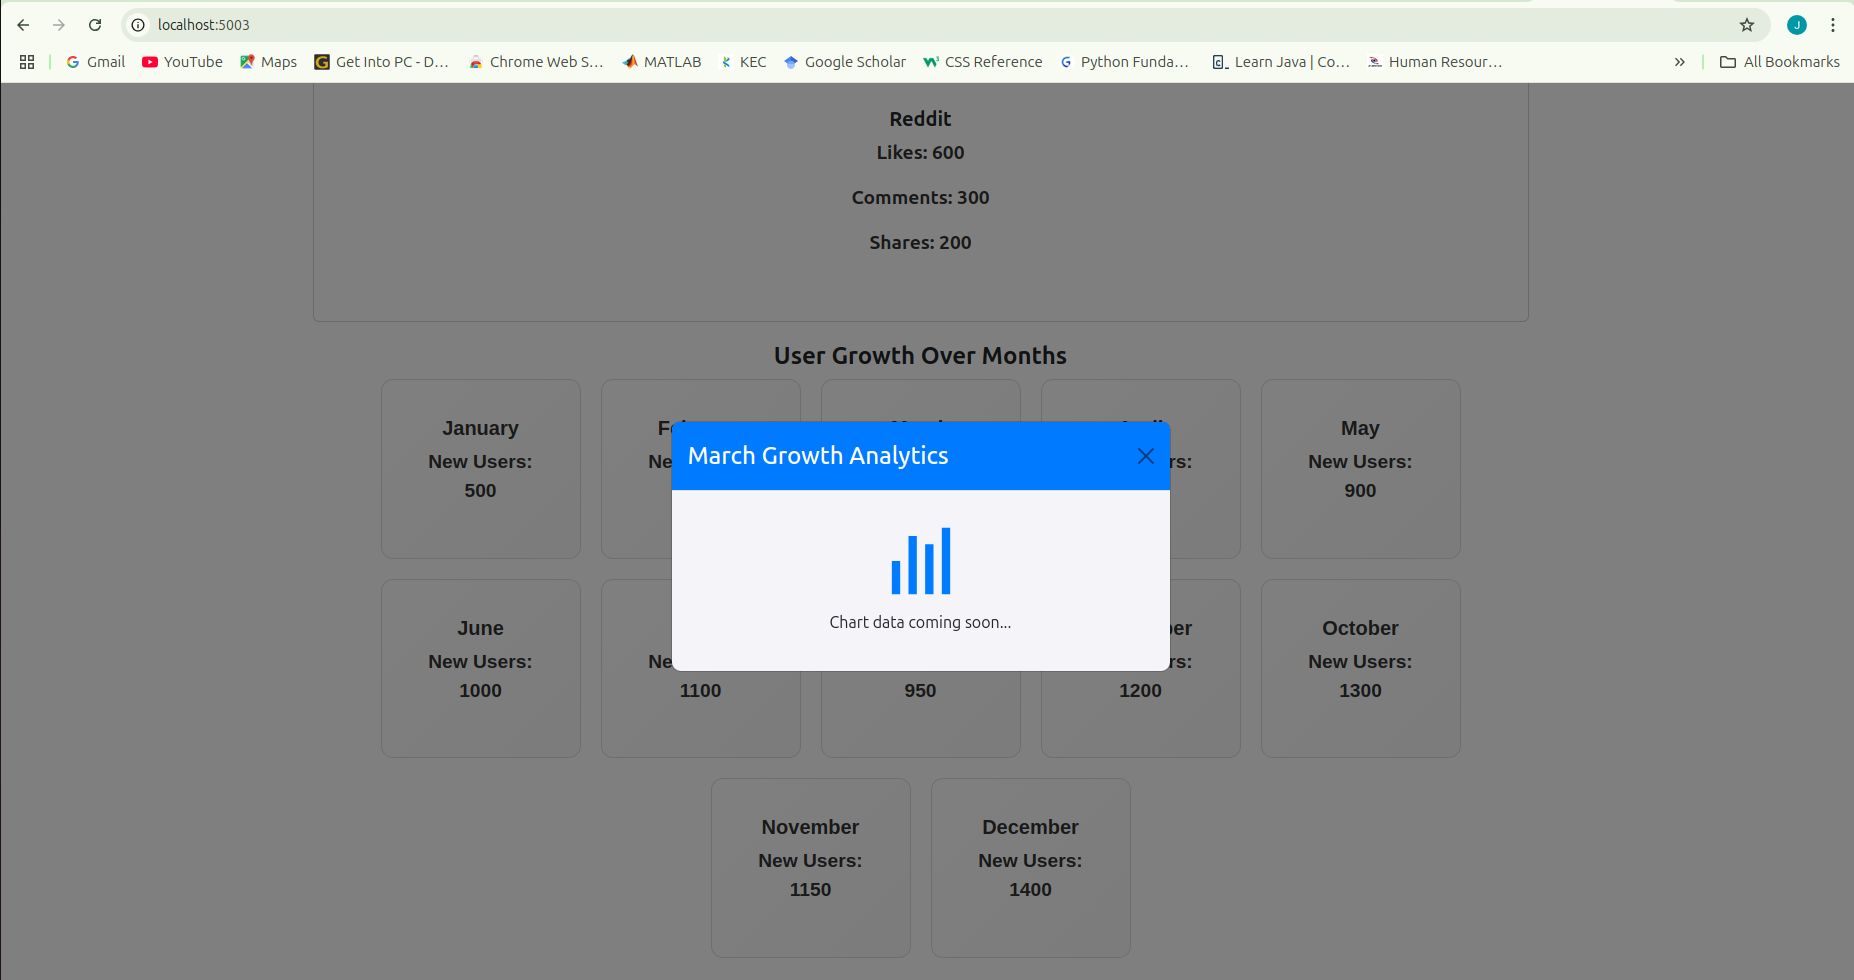 localhost:5003
J
Gmail
YouTube
Maps
Get Into PC - D...
Chrome Web S...
MATLAB
KEC
Google Scholar
CSS Reference
Python Funda...
Learn Java | Co...
Human Resour...
All Bookmarks
Reddit
Likes: 600
Comments: 300
Shares: 200
User Growth Over Months
January
New Users:
500
May
New Users:
900
March Growth Analytics
Chart data coming soon...
June
New Users:
1000
1100
950
1200
October
New Users:
1300
November
New Users:
1150
December
New Users:
1400